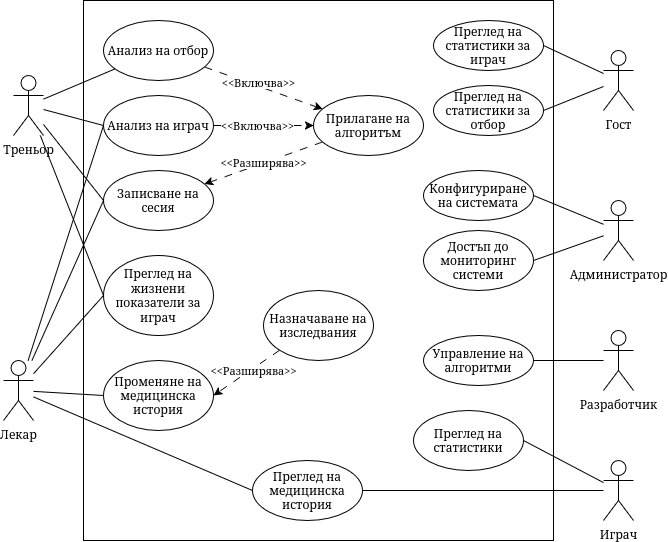 Анализ на отбор
<<Включва>>
Преглед на
статистики за
играч
Преглед на
статистики за
отбор
Гост
Треньор
Анализ на играч
<<Включва>>
Прилагане на
алгоритъм
<<Разширява>>
Записване на
сесия
Конфигуриране
на системата
Достъп до
мониторинг
системи
Администратор
Преглед на
жизнени
показатели за
играч
Назначаване на
изследвания
<<Разширява>>
Променяне на
медицинска
история
Лекар
Управление на
алгоритми
Разработчик
Преглед на
статистики
Преглед на
медицинска
история
Играч